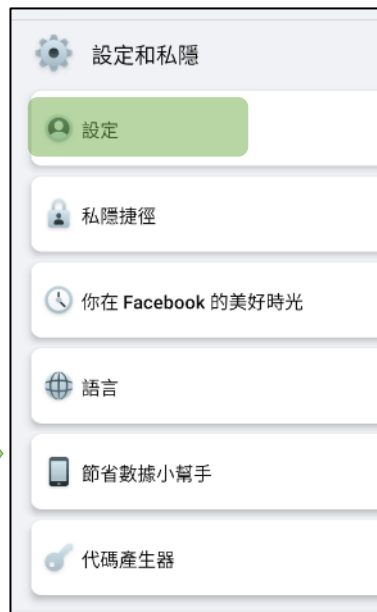 設定和私隱
設定
私隱捷徑
你在 Facebook 的美好時光
語言
節省數據小幫手
代碼產生器